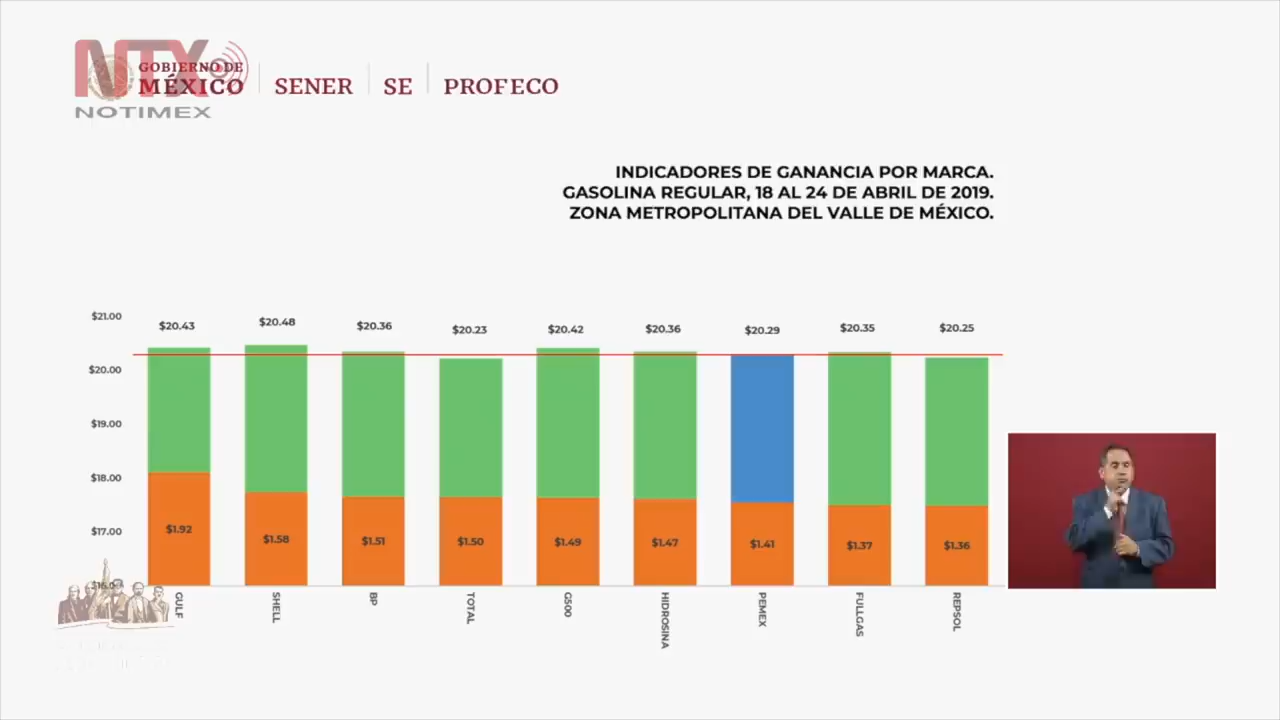 NTX
GOBIERNO DE
MÉXICO
NOTIMEX
SENER
SE
PROFECO
INDICADORES DE GANANCIA POR MARCA.
GASOLINA REGULAR, 18 AL 24 DE ABRIL DE 2019.
ZONA METROPOLITANA DEL VALLE DE MÉXICO.
$21.00
$20.00
$19.00
$18.00
$17.00
$20.43
$20.48
$20.36
$20.23
$20.42
$20.36
$20.29
$20.35
$20.25
$1.92
$1.58
$1.51
$1.50
$1.49
$1.47
$1.41
$1.37
$1.36
GULF
SHELL
BP
TOTAL
G500
HIDROSINA
PEMEX
FULLGAS
REPSOL